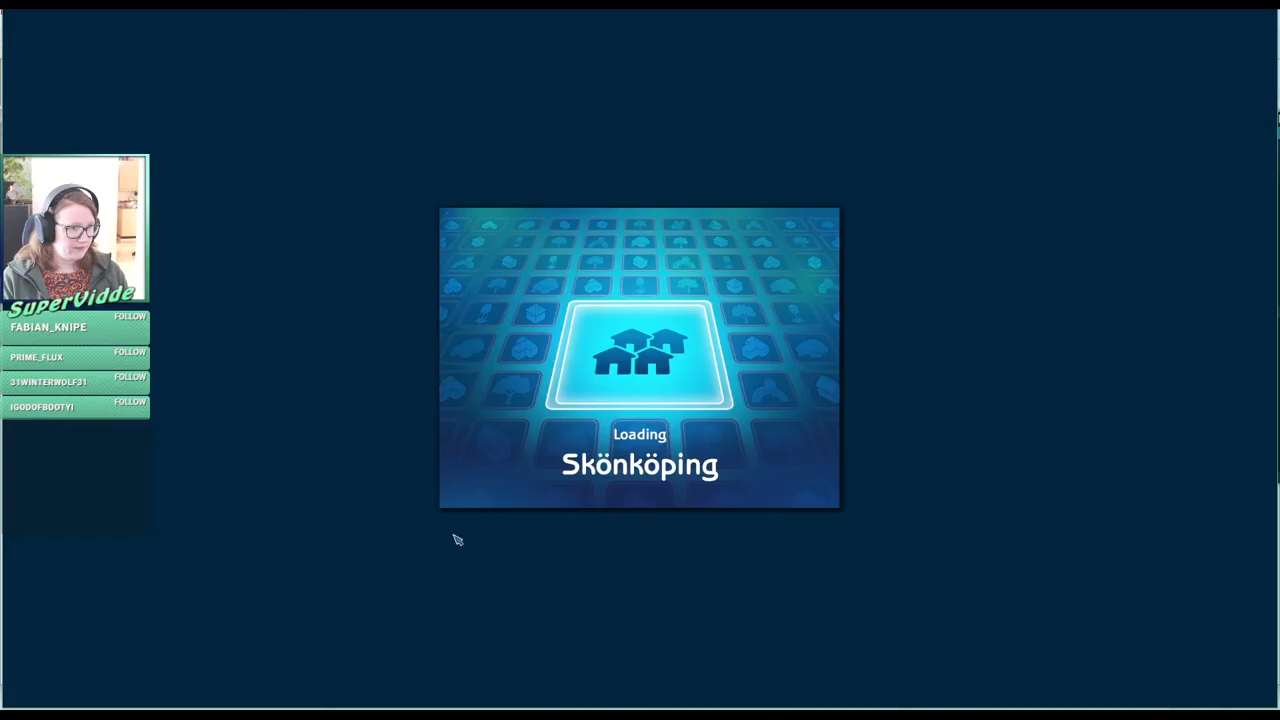 SuperVidde
FOLLOW
FABIAN_KNIPE
FOLLOW
PRIME_FLUX
FOLLOW
31WINTERWOLF31
FOLLOW
IGODOFBOOTYI
Loading
Skönköping